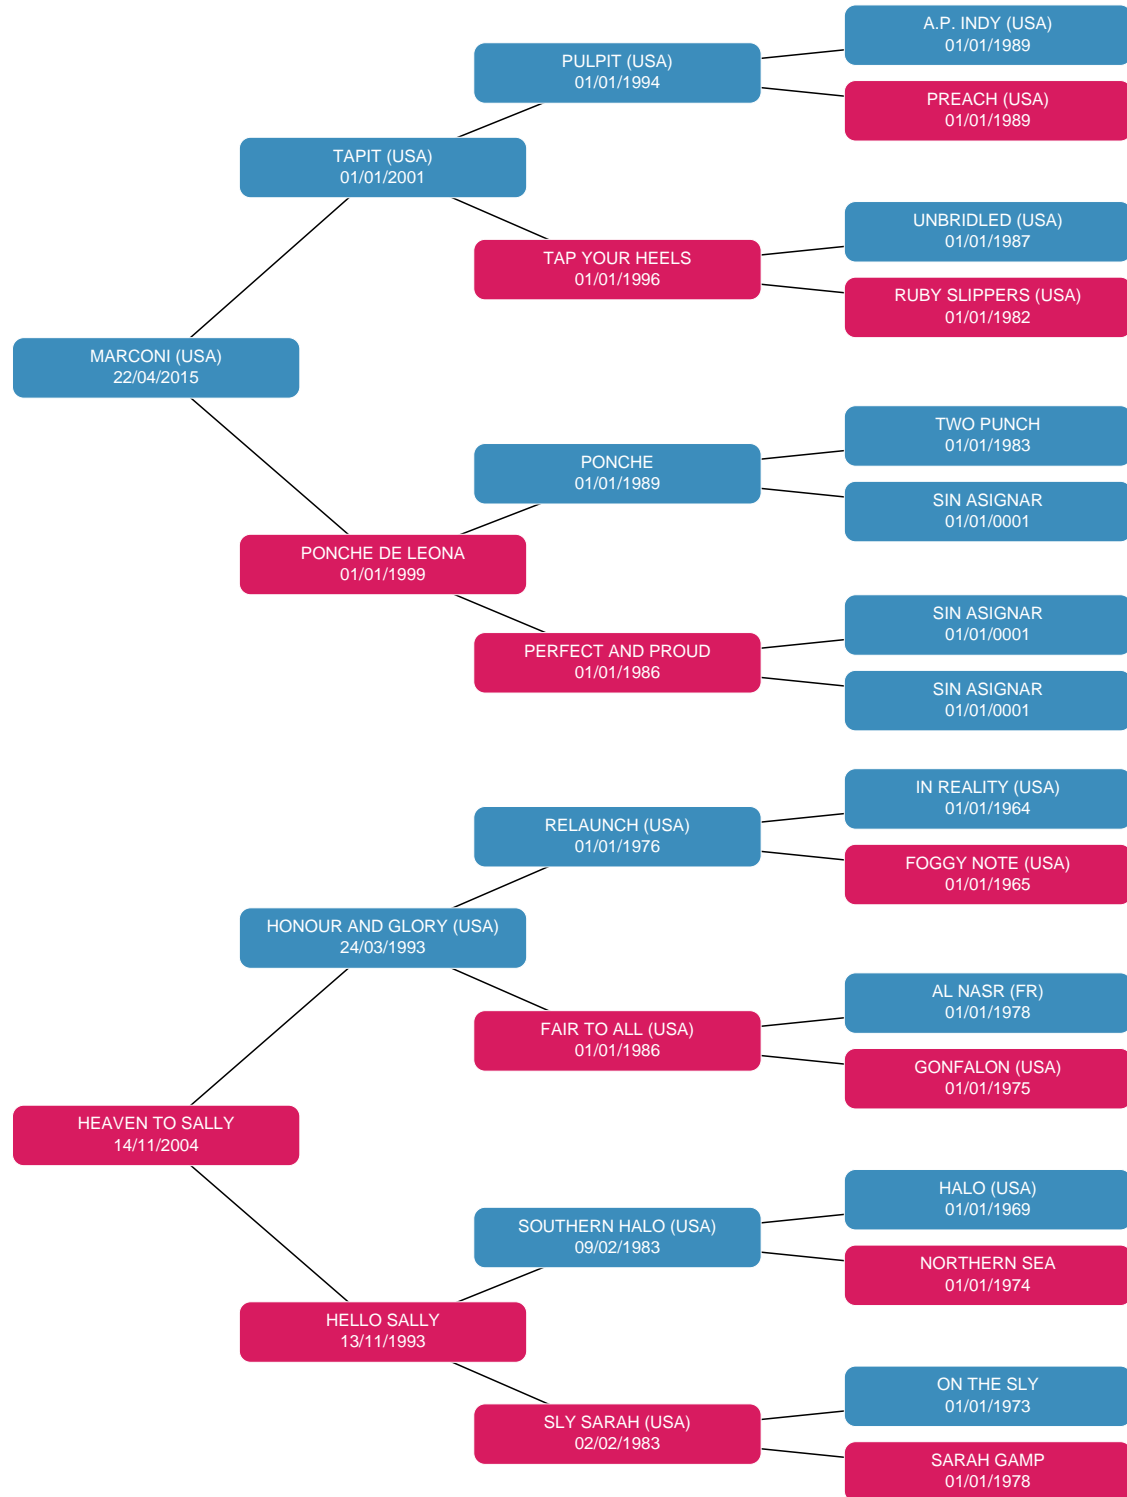 A.P. INDY (USA)
01/01/1989
PULPIT (USA)
01/01/1994
PREACH (USA)
01/01/1989
TAPIT (USA)
01/01/2001
UNBRIDLED (USA)
01/01/1987
TAP YOUR HEELS
01/01/1996
RUBY SLIPPERS (USA)
01/01/1982
MARCONI (USA)
22/04/2015
TWO PUNCH
01/01/1983
PONCHE
01/01/1989
SIN ASIGNAR
01/01/0001
PONCHE DE LEONA
01/01/1999
SIN ASIGNAR
01/01/0001
PERFECT AND PROUD
01/01/1986
SIN ASIGNAR
01/01/0001
IN REALITY (USA)
01/01/1964
RELAUNCH (USA)
01/01/1976
FOGGY NOTE (USA)
01/01/1965
HONOUR AND GLORY (USA)
24/03/1993
AL NASR (FR)
01/01/1978
FAIR TO ALL (USA)
01/01/1986
GONFALON (USA)
01/01/1975
HEAVEN TO SALLY
14/11/2004
HALO (USA)
01/01/1969
SOUTHERN HALO (USA)
09/02/1983
NORTHERN SEA
01/01/1974
HELLO SALLY
13/11/1993
ON THE SLY
01/01/1973
SLY SARAH (USA)
02/02/1983
SARAH GAMP
01/01/1978